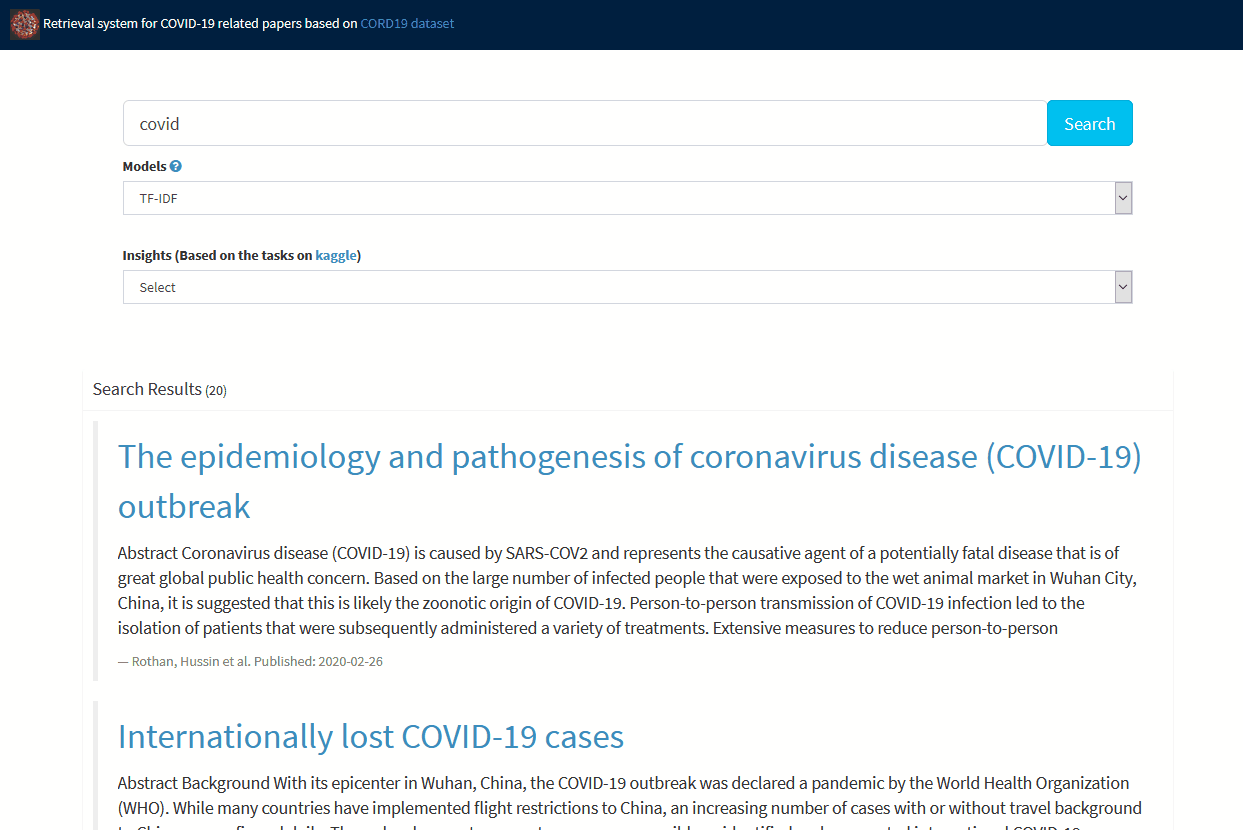 Retrieval system for COVID-19 related papers based on CORD19 dataset
covid
Search
Models
TF-IDF
Insights (Based on the tasks on kaggle)
Select
Search Results (20)
The epidemiology and pathogenesis of coronavirus disease (COVID-19)
outbreak
Abstract Coronavirus disease (COVID-19) is caused by SARS-COV2 and represents the causative agent of a potentially fatal disease that is of
great global public health concern. Based on the large number of infected people that were exposed to the wet animal market in Wuhan City,
China, it is suggested that this is likely the zoonotic origin of COVID-19. Person-to-person transmission of COVID-19 infection led to the
isolation of patients that were subsequently administered a variety of treatments. Extensive measures to reduce person-to-person
— Rothan, Hussin et al. Published: 2020-02-26
Internationally lost COVID-19 cases
Abstract Background With its epicenter in Wuhan, China, the COVID-19 outbreak was declared a pandemic by the World Health Organization
(WHO). While many countries have implemented flight restrictions to China, an increasing number of cases with or without travel background